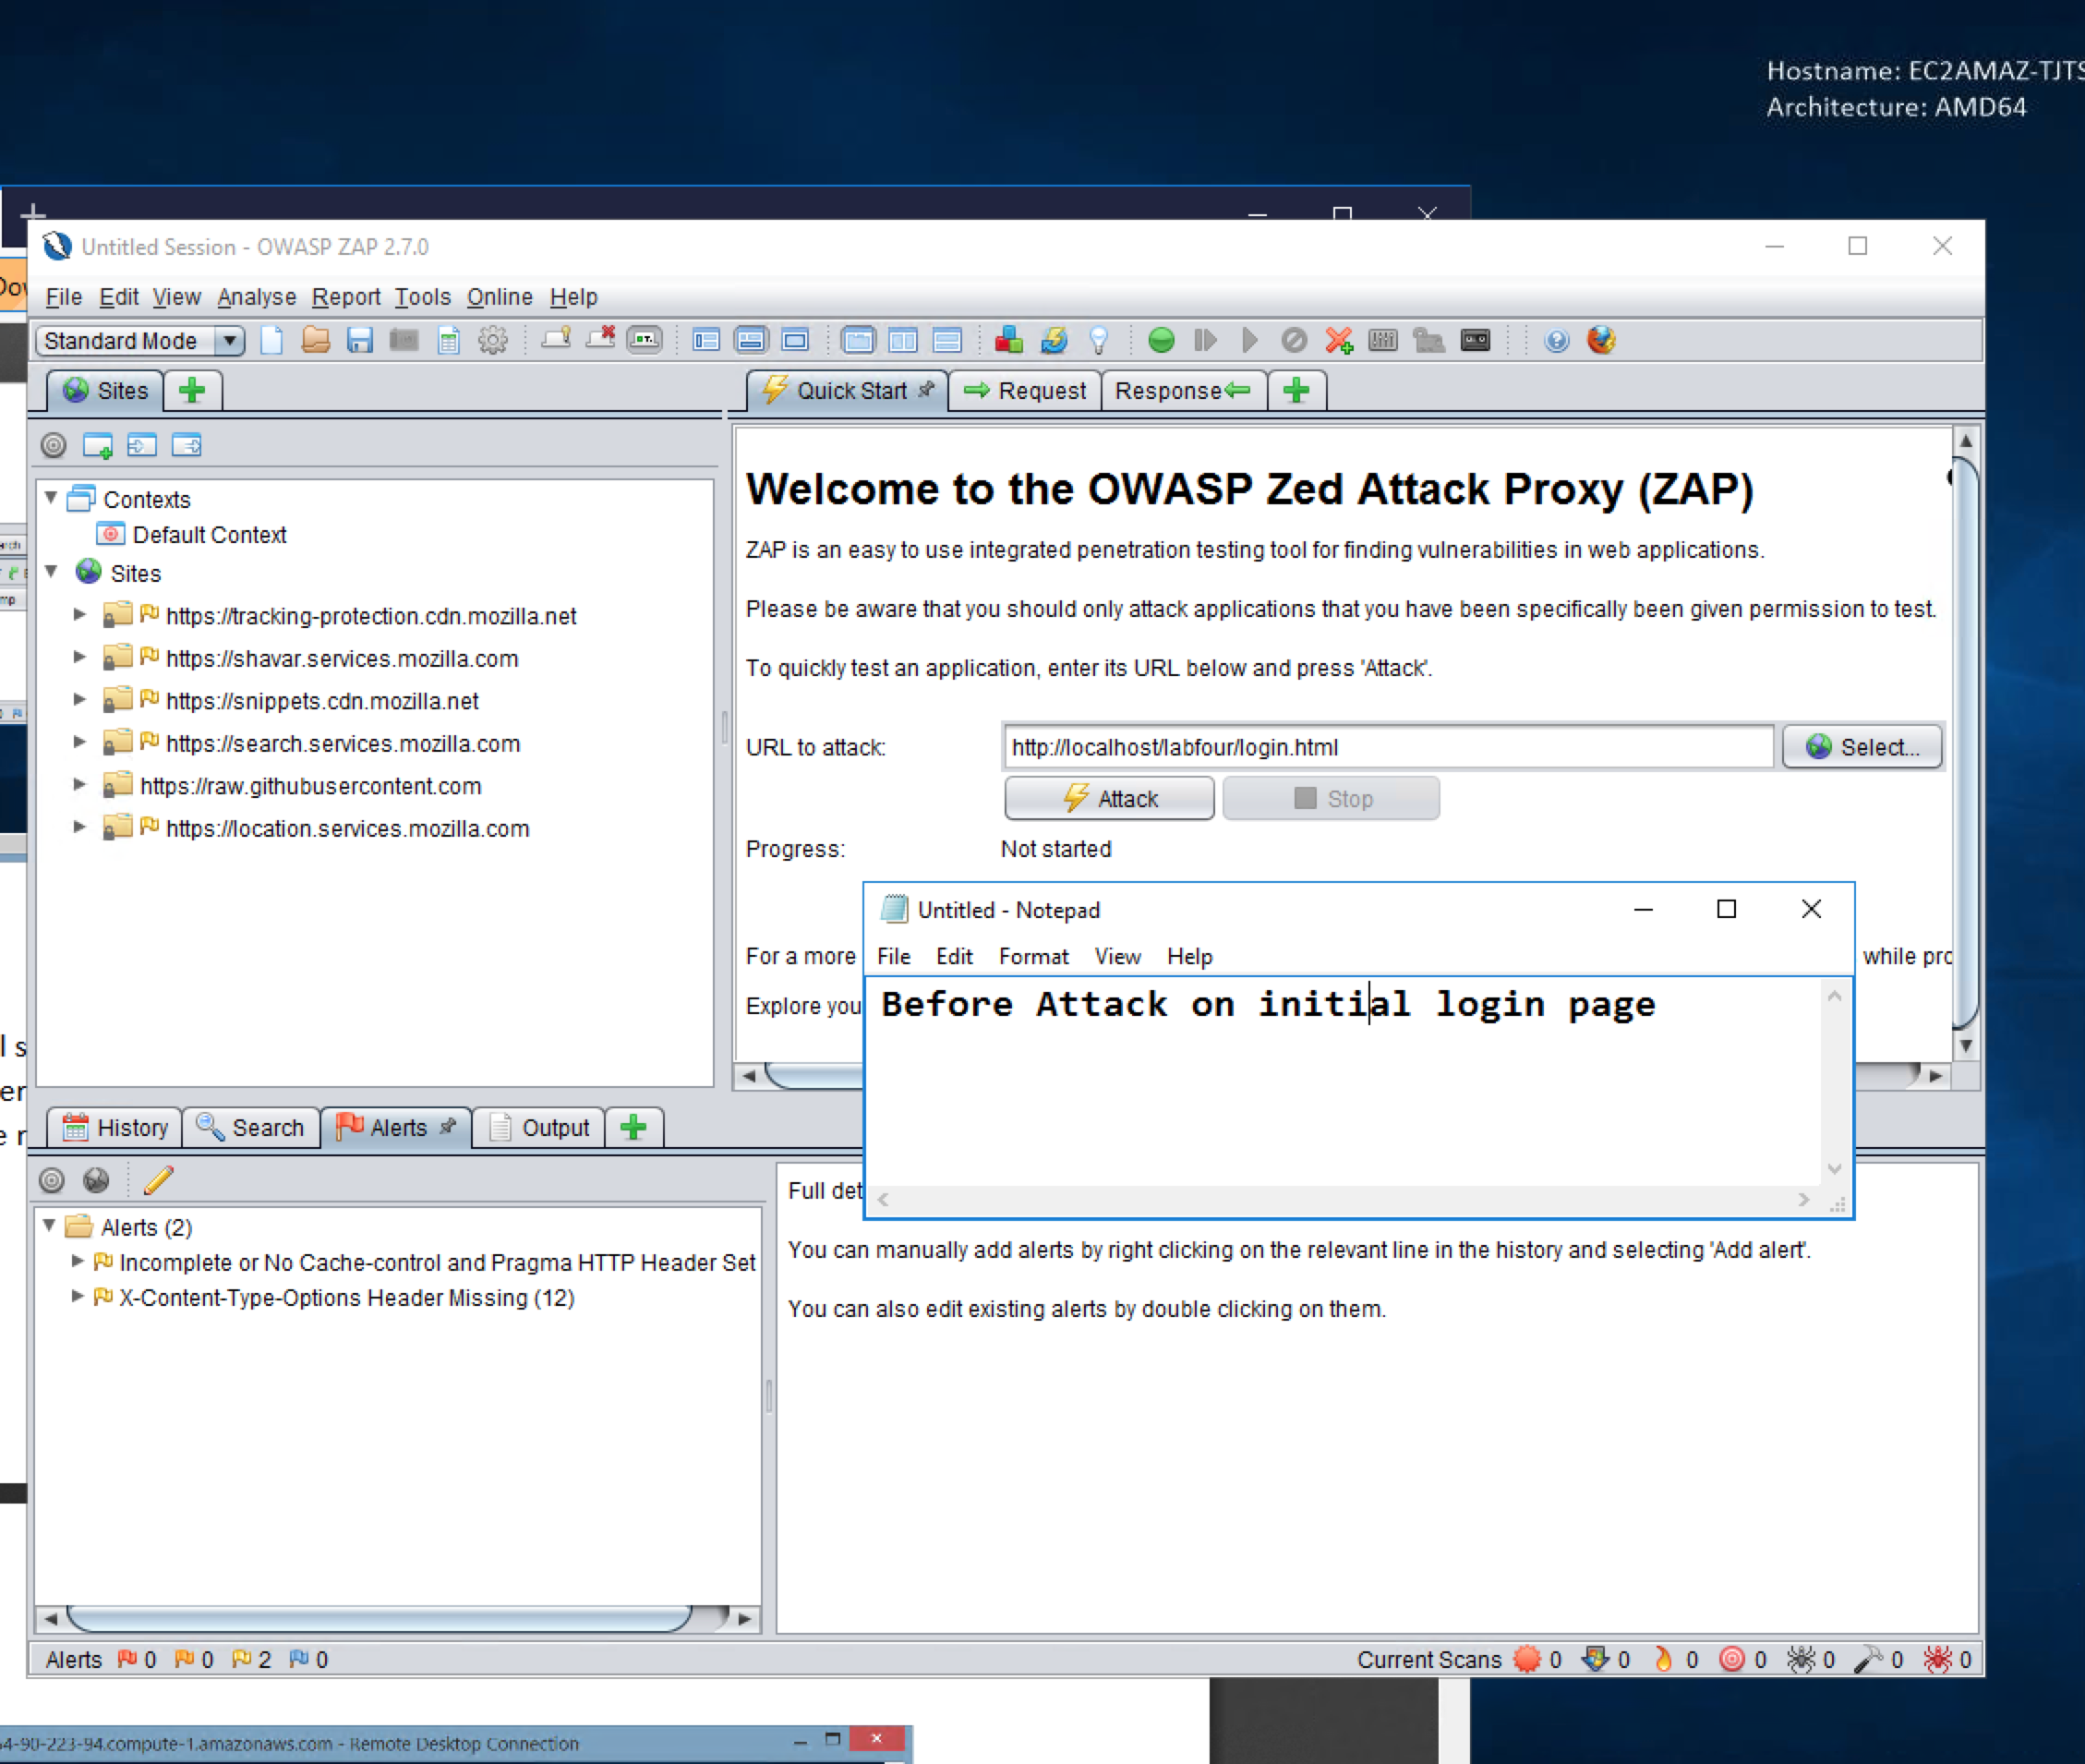 Hostname: EC2AMAZ-TJTS
Architecture: AMD64
Untitled Session - OWASP ZAP 2.7.0
File Edit View Analyse Report Tools Online Help
Standard Mode
Sites
Quick Start
Request
Response
Contexts
Default Context
Sites
https://tracking-protection.cdn.mozilla.net
https://shavar.services.mozilla.com
https://snippets.cdn.mozilla.net
https://search.services.mozilla.com
https://raw.githubusercontent.com
https://location.services.mozilla.com
Welcome to the OWASP Zed Attack Proxy (ZAP)
ZAP is an easy to use integrated penetration testing tool for finding vulnerabilities in web applications.
Please be aware that you should only attack applications that you have been specifically been given permission to test.
To quickly test an application, enter its URL below and press 'Attack'.
URL to attack: http://localhost/labfour/login.html Select...
Attack Stop
Progress: Not started
For a more
while pro
Explore you
Untitled - Notepad
File Edit Format View Help
Before Attack on initial login page
History Search Alerts Output
Alerts (2)
Incomplete or No Cache-control and Pragma HTTP Header Set
X-Content-Type-Options Header Missing (12)
Full det
You can manually add alerts by right clicking on the relevant line in the history and selecting 'Add alert'.
You can also edit existing alerts by double clicking on them.
Alerts 0 0 2 0
Current Scans 0 0 0 0 0 0 0
4-90-223-94.compute-1.amazonaws.com - Remote Desktop Connection